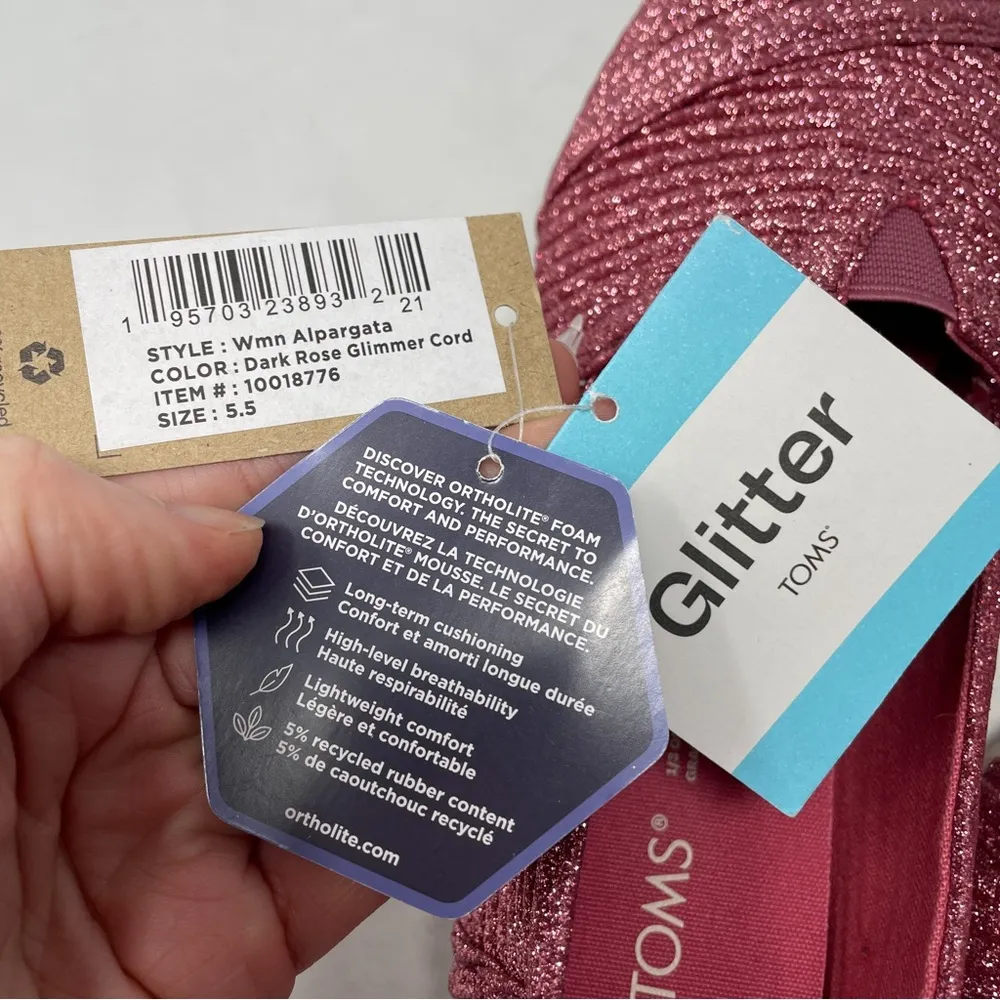 1 95703 23893 2 21
STYLE : Wmn Alpargata
COLOR : Dark Rose Glimmer Cord
ITEM # : 10018776
SIZE : 5.5
DISCOVER ORTHOLITE® FOAM
TECHNOLOGY. THE SECRET TO
COMFORT AND PERFORMANCE.
DÉCOUVREZ LA TECHNOLOGIE
D'ORTHOLITE® MOUSSE. LE SECRET DU
CONFORT ET DE LA PERFORMANCE.
Long-term cushioning
Confort et amorti longue durée
High-level breathability
Haute respirabilité
Lightweight comfort
Légère et confortable
5% recycled rubber content
5% de caoutchouc recyclé
ortholite.com
Glitter
TOMS®
TOMS®